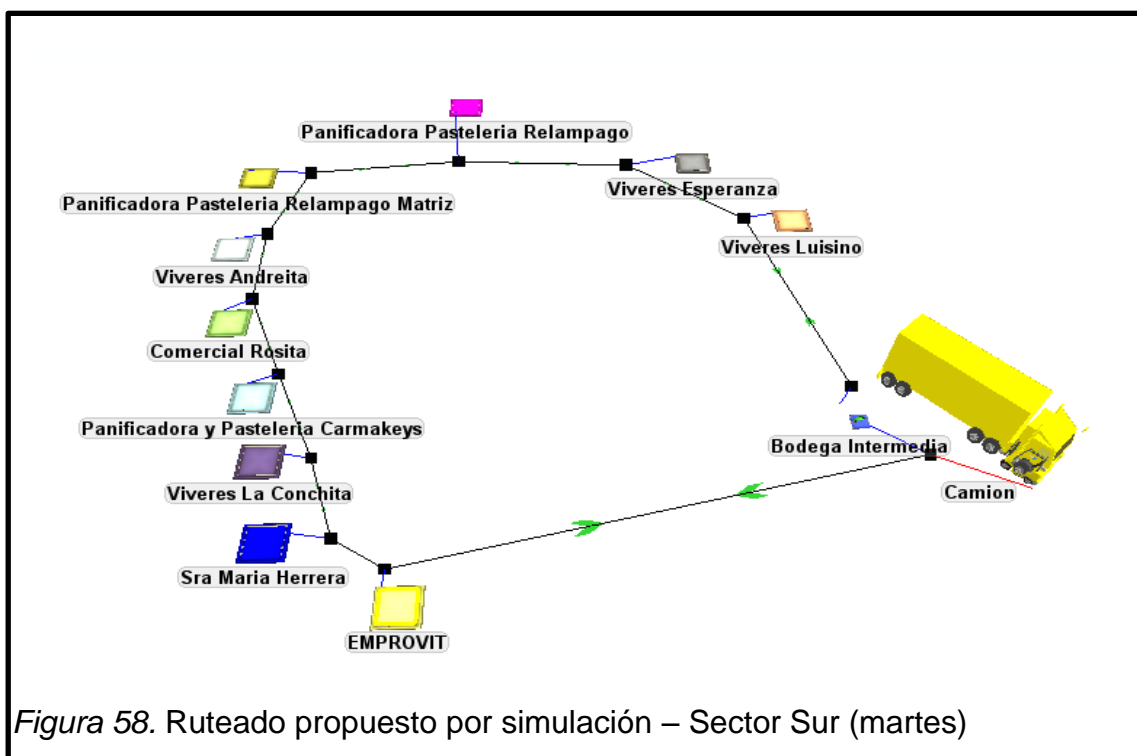 Panificadora Pasteleria Relampago
Viveres Esperanza
Panificadora Pasteleria Relampago Matriz
Viveres Luisino
Viveres Andreita
Comercial Rosita
Panificadora y Pasteleria Carmakeys
Bodega Intermedia
Viveres La Conchita
Camion
Sra Maria Herrera
EMPROVIT
Figura 58. Ruteado propuesto por simulación – Sector Sur (martes)